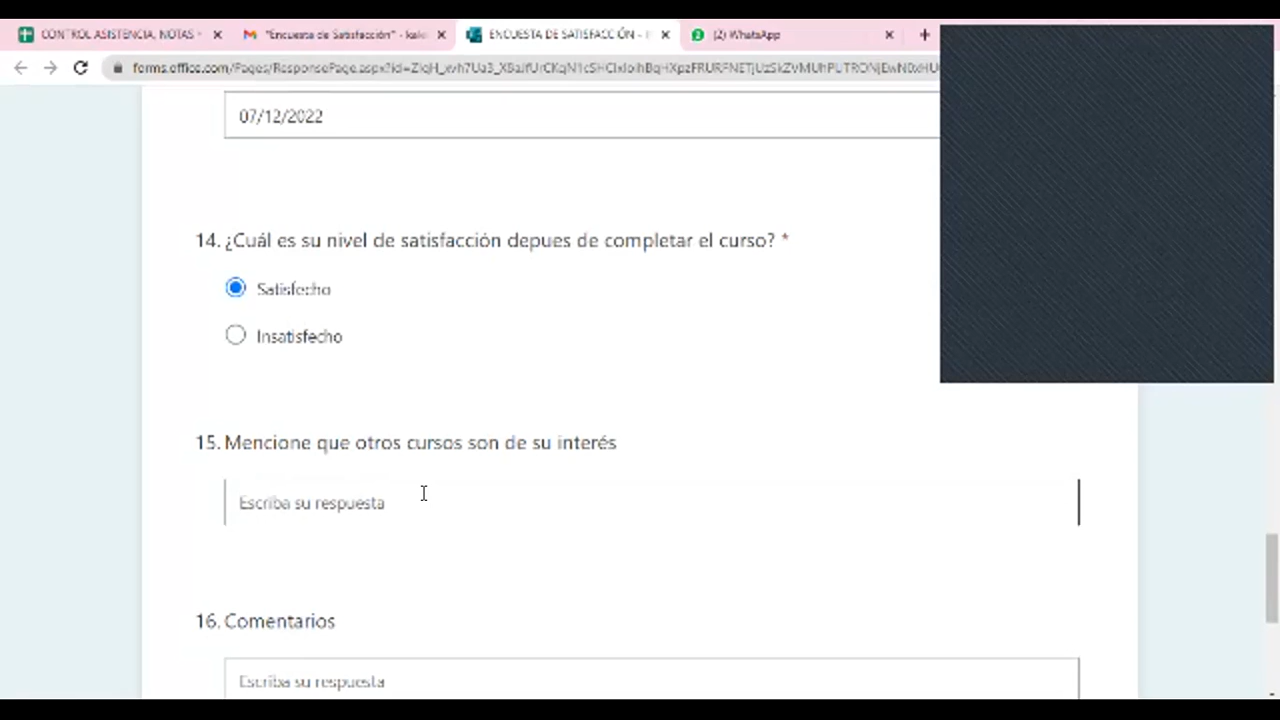 CONTROL ASISTENCIA, NOTAS
"Encuesta de Satisfacción" - kak
ENCUESTA DE SATISFACCIÓN -
(2) WhatsApp
07/12/2022
14. ¿Cuál es su nivel de satisfacción depues de completar el curso? *
Satisfecho
Insatisfecho
15. Mencione que otros cursos son de su interés
Escriba su respuesta
16. Comentarios
Escriba su respuesta